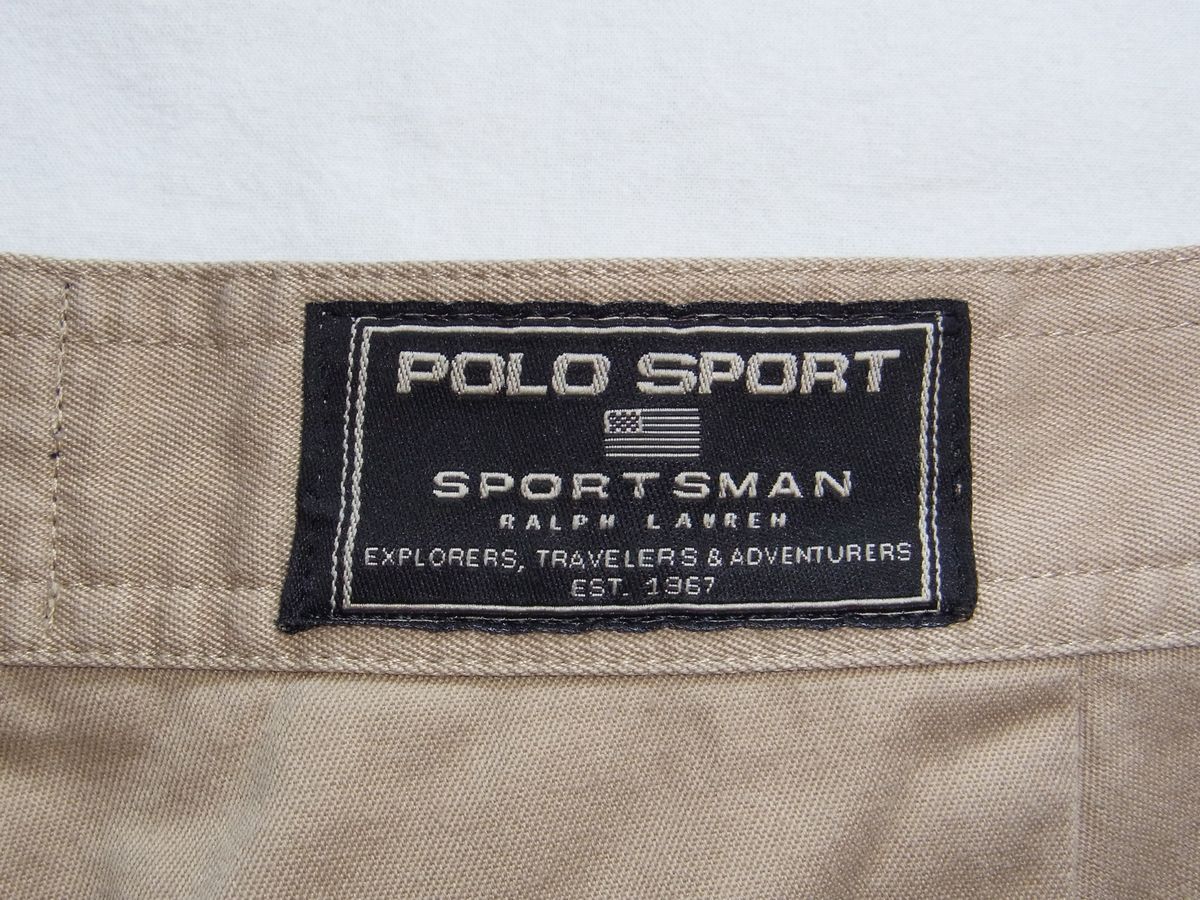 POLO SPORT
SPORTSMAN
RALPH LAUREN
EXPLORERS, TRAVELERS & ADVENTURERS
EST. 1967